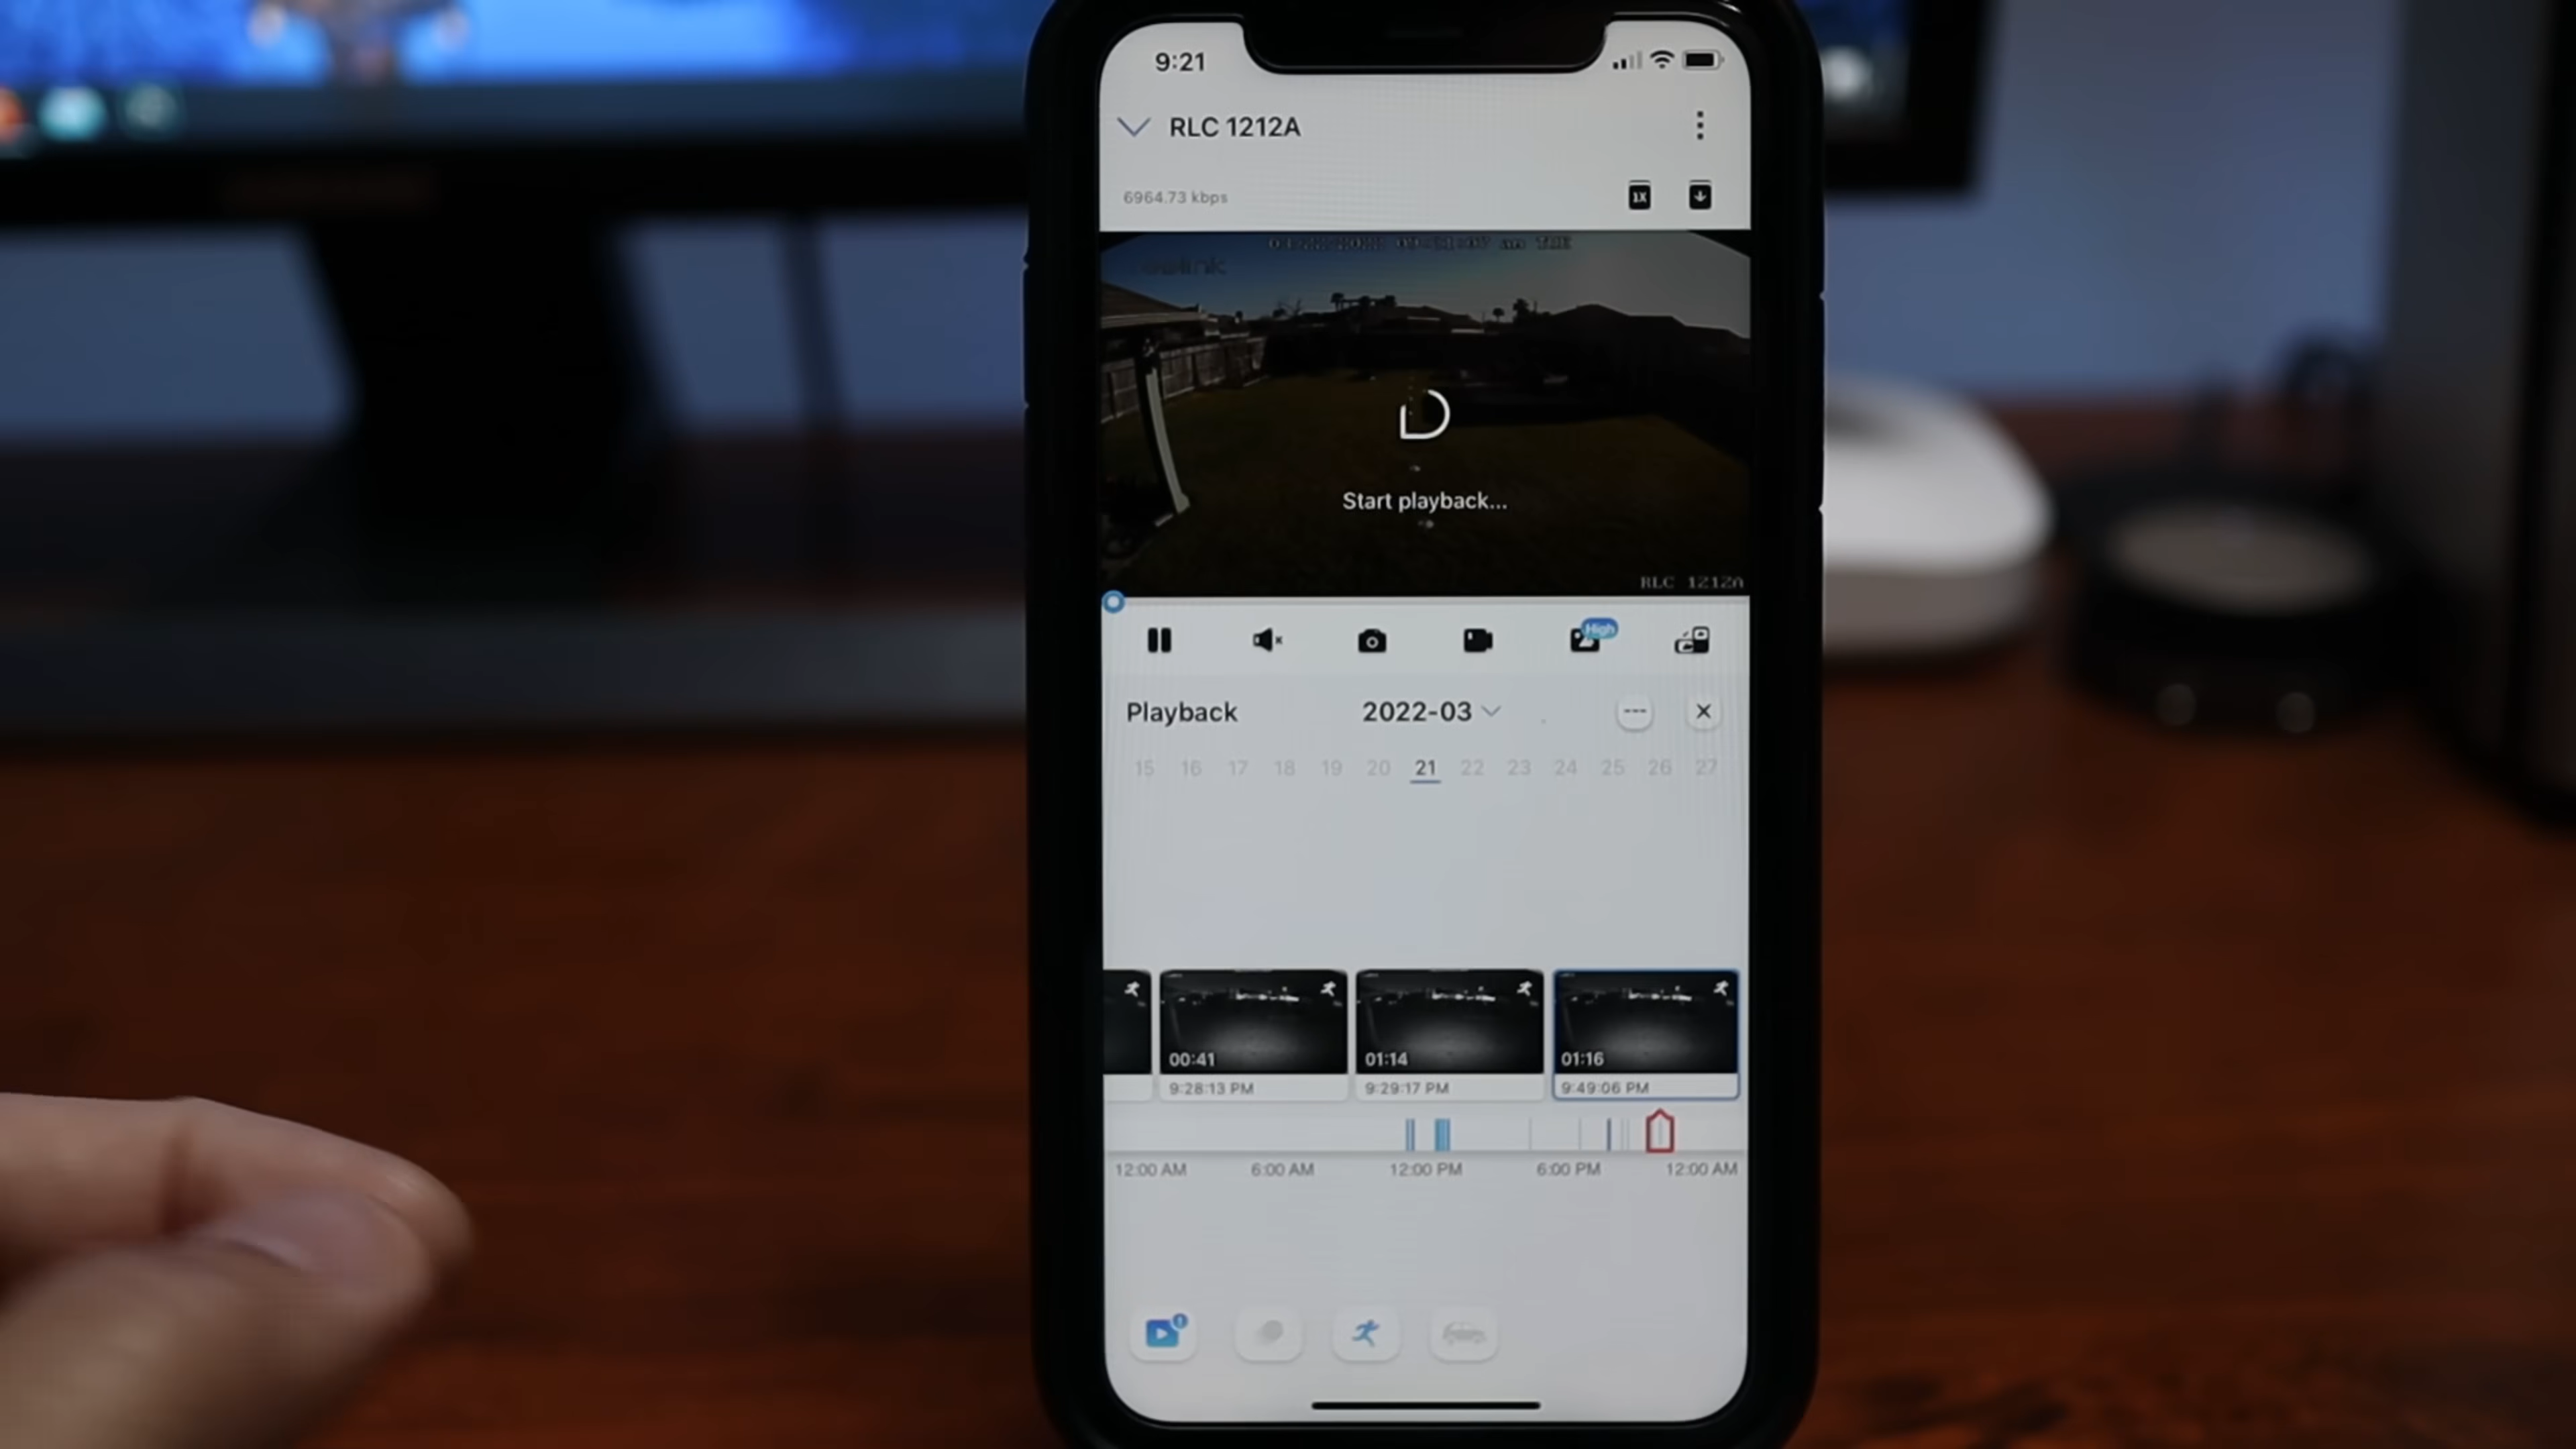 9:21
RLC 1212A
6964.73 kbps
1X
Start playback...
RLC 1212A
High
Playback 2022-03
15 16 17 18 19 20 21 22 23 24 25 26 27
00:41 01:14 01:16
9:28:13 PM 9:29:17 PM 9:49:06 PM
12:00 AM 6:00 AM 12:00 PM 6:00 PM 12:00 AM